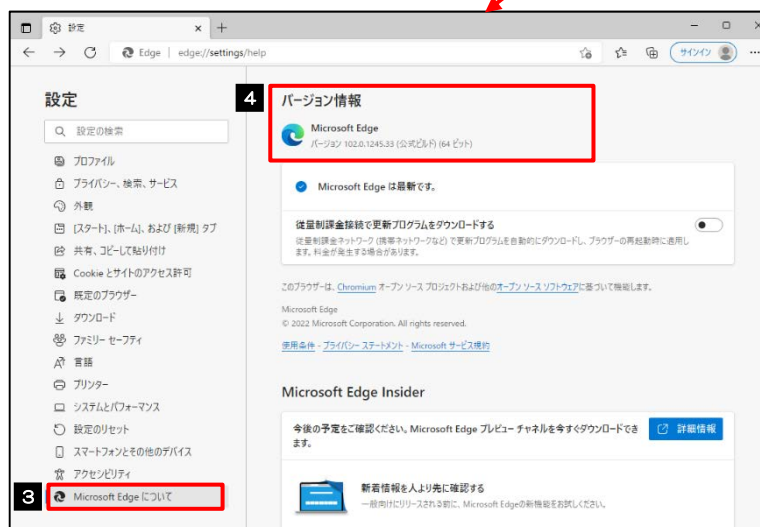 設定
Edge | edge://settings/help
サインイン
設定
設定の検索
プロファイル
プライバシー、検索、サービス
外観
[スタート]、[ホーム]、および [新規] タブ
共有、コピーして貼り付け
Cookie とサイトのアクセス許可
既定のブラウザー
ダウンロード
ファミリー セーフティ
言語
プリンター
システムとパフォーマンス
設定のリセット
スマートフォンとその他のデバイス
アクセシビリティ
3
Microsoft Edge について
4
バージョン情報
Microsoft Edge
バージョン 102.0.1245.33 (公式ビルド) (64 ビット)
Microsoft Edge は最新です。
従量制課金接続で更新プログラムをダウンロードする
従量制課金ネットワーク (携帯ネットワークなど) で更新プログラムを自動的にダウンロードし、ブラウザーの再起動時に適用し
ます。料金が発生する場合があります。
このブラウザーは、Chromium オープン ソース プロジェクトおよび他のオープン ソース ソフトウェアに基づいて機能します。
Microsoft Edge
© 2022 Microsoft Corporation. All rights reserved.
使用条件 - プライバシー ステートメント - Microsoft サービス規約
Microsoft Edge Insider
今後の予定をご確認ください。Microsoft Edge プレビュー チャネルを今すぐダウンロードでき
ます。
詳細情報
新着情報を人より先に確認する
一般向けにリリースされる前に、Microsoft Edgeの新機能をお試しください。